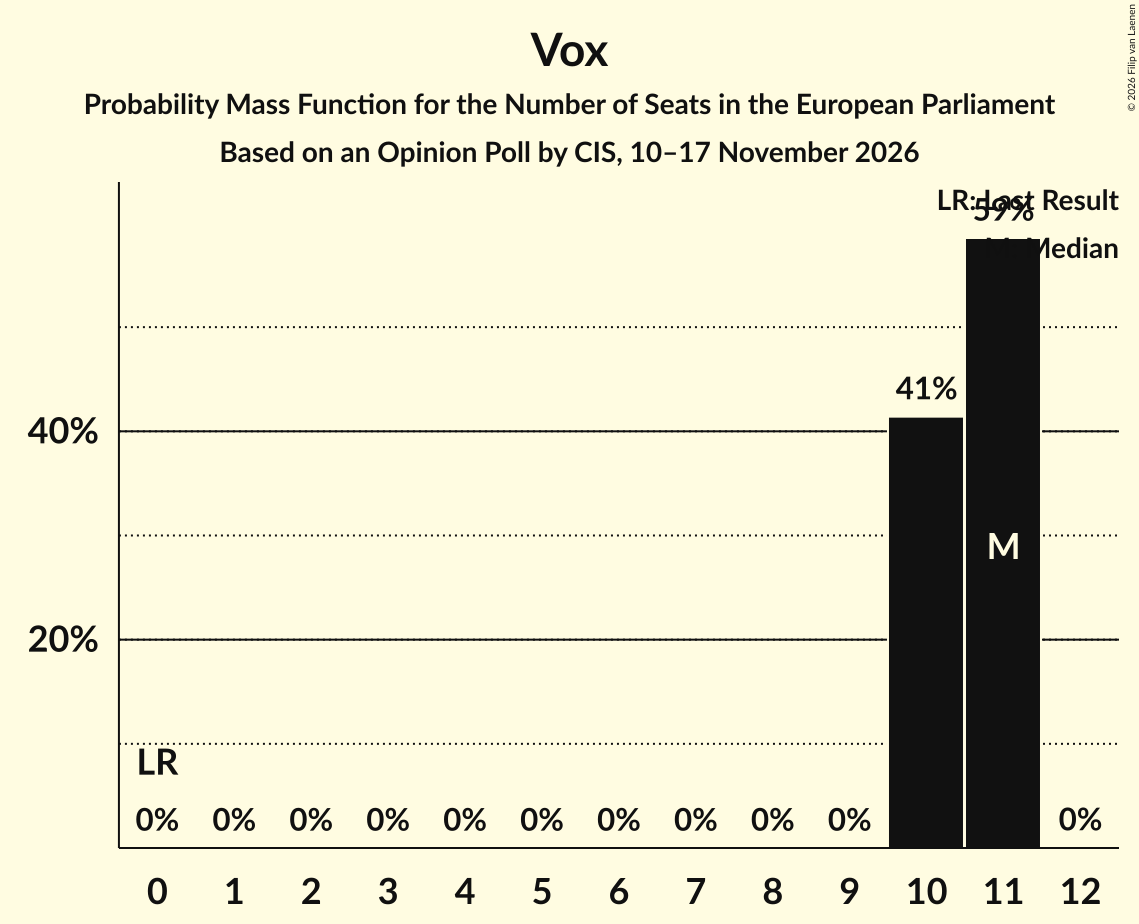 © 2026 Filip van Laenen
Vox
Probability Mass Function for the Number of Seats in the European Parliament
Based on an Opinion Poll by CIS, 10–17 November 2026
LR: Last Result
59%
M: Median
41%
40%
M
20%
LR
0% 0% 0% 0% 0% 0% 0% 0% 0% 0% 0%
0 1 2 3 4 5 6 7 8 9 10 11 12